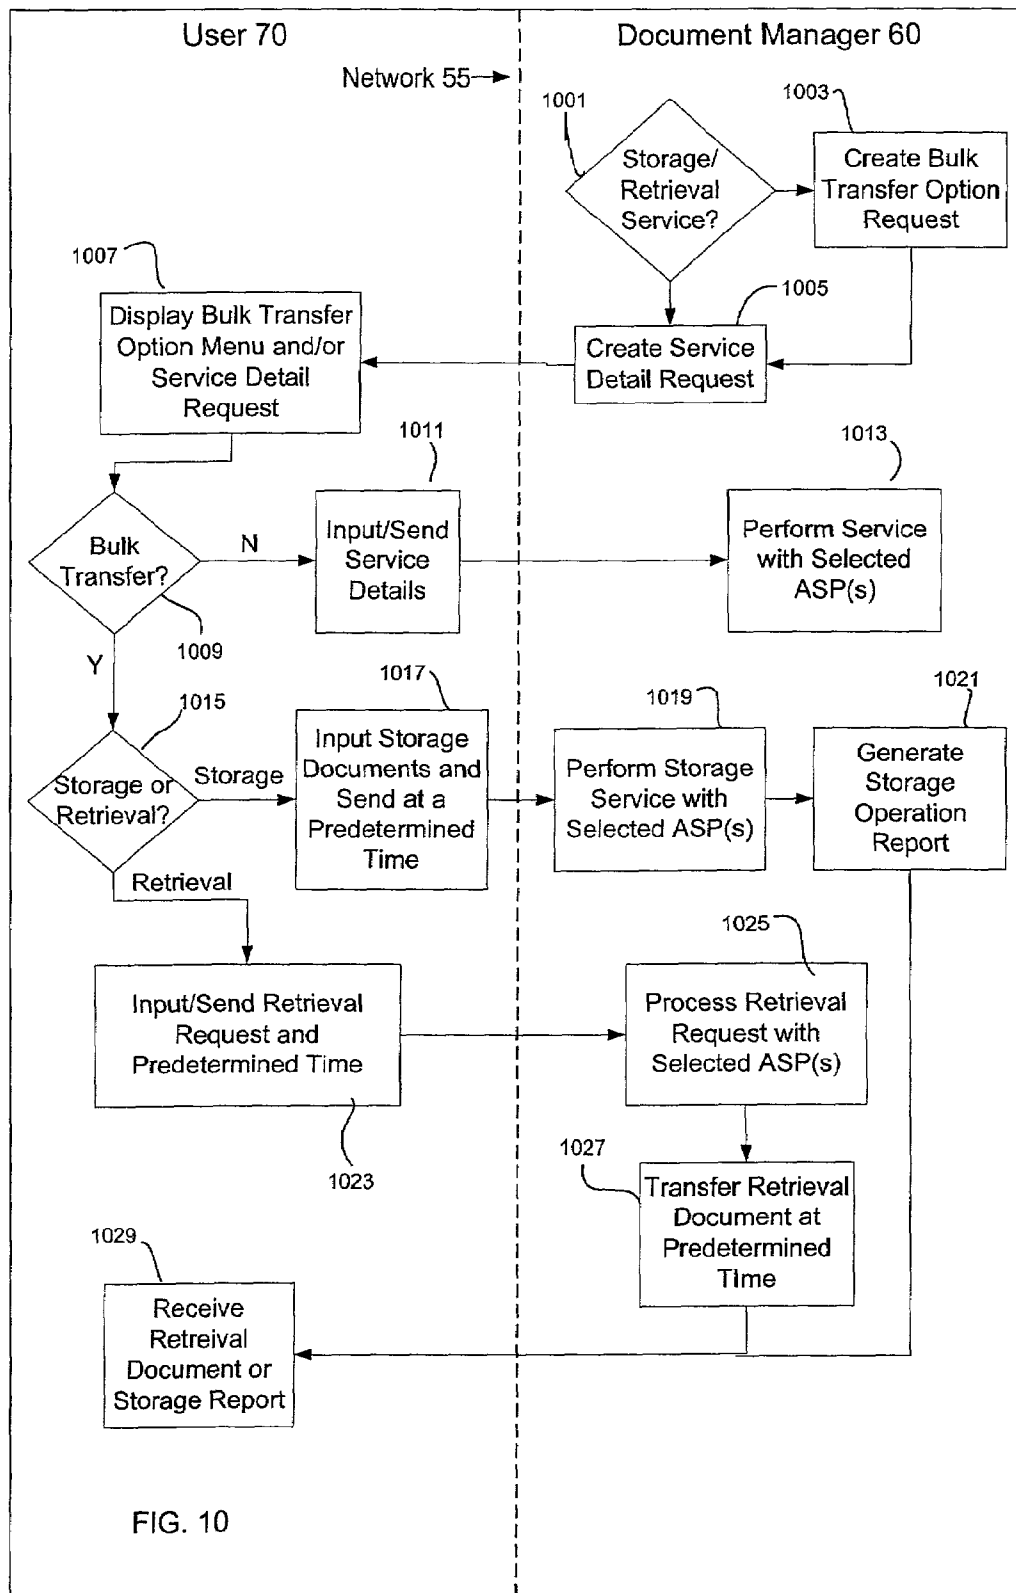 User 70
Document Manager 60
Network 55
1001
1003
Storage/
Retrieval
Service?
Create Bulk
Transfer Option
Request
1007
1005
Display Bulk Transfer
Option Menu and/or
Service Detail
Request
Create Service
Detail Request
1011
1013
Bulk
Transfer?
N
Input/Send
Service
Details
Perform Service
with Selected
ASP(s)
1009
Y
1015
1017
1019
1021
Storage or
Retrieval?
Storage
Input Storage
Documents and
Send at a
Predetermined
Time
Perform Storage
Service with
Selected ASP(s)
Generate
Storage
Operation
Report
Retrieval
1025
Input/Send Retrieval
Request and
Predetermined Time
Process Retrieval
Request with
Selected ASP(s)
1023
1027
Transfer Retrieval
Document at
Predetermined
Time
1029
Receive
Retreival
Document or
Storage Report
FIG. 10